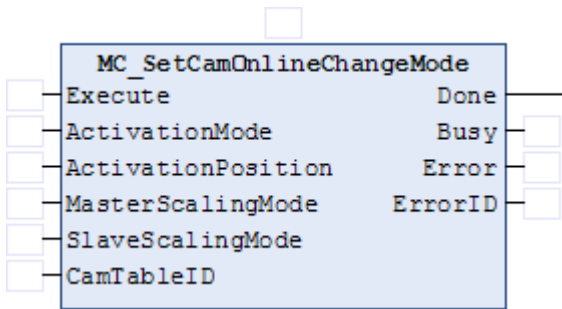 MC_SetCamOnlineChangeMode
Execute Done
ActivationMode Busy
ActivationPosition Error
MasterScalingMode ErrorID
SlaveScalingMode
CamTableID